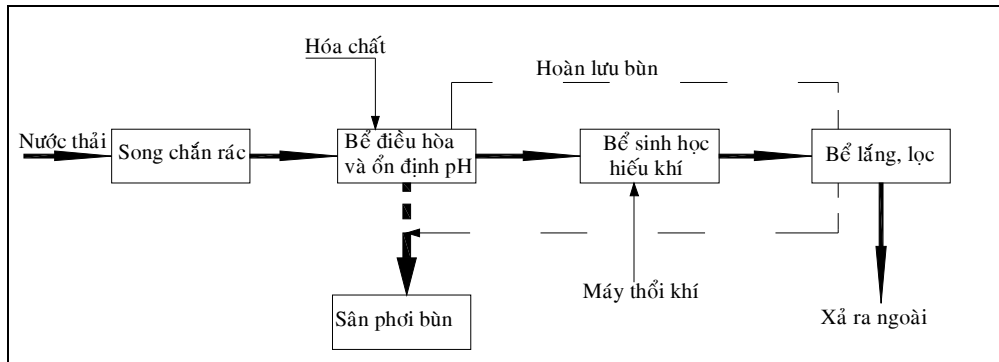 Hóa chất
Hoàn lưu bùn
Nước thải
Song chắn rác
Bể điều hòa
và ổn định pH
Bể sinh học
hiếu khí
Bể lắng, lọc
Sân phơi bùn
Máy thổi khí
Xả ra ngoài